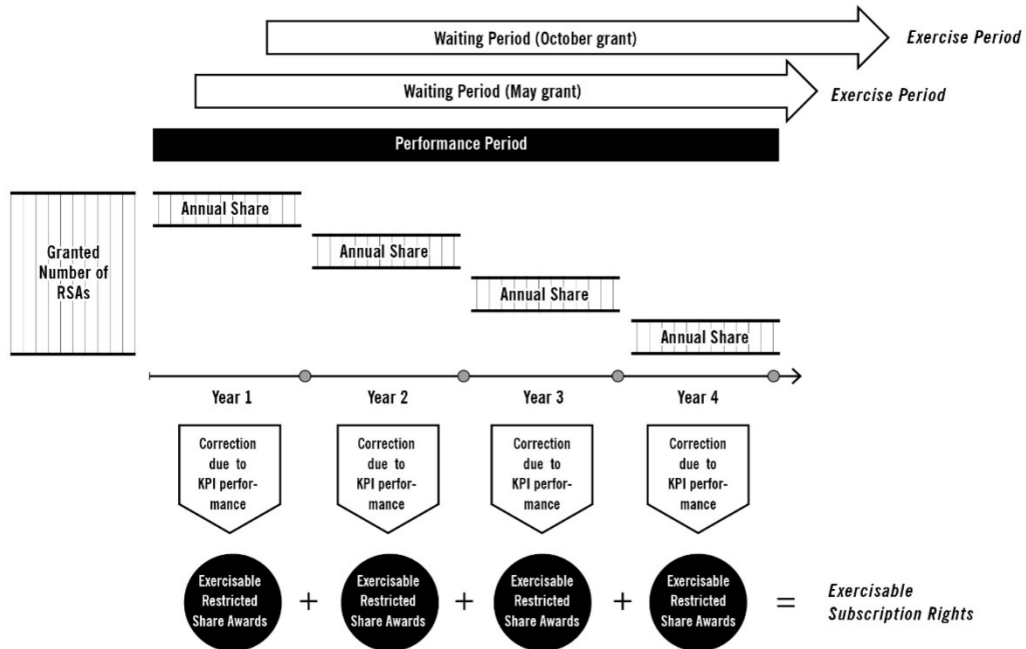 Waiting Period (October grant)
Exercise Period
Waiting Period (May grant)
Exercise Period
Performance Period
Granted
Number of
RSAs
Annual Share
Annual Share
Annual Share
Annual Share
Year 1
Year 2
Year 3
Year 4
Correction
due to
KPI perfor-
mance
Correction
due to
KPI perfor-
mance
Correction
due to
KPI perfor-
mance
Correction
due to
KPI perfor-
mance
Exercisable
Restricted
Share Awards
+
Exercisable
Restricted
Share Awards
+
Exercisable
Restricted
Share Awards
+
Exercisable
Restricted
Share Awards
=
Exercisable
Subscription Rights